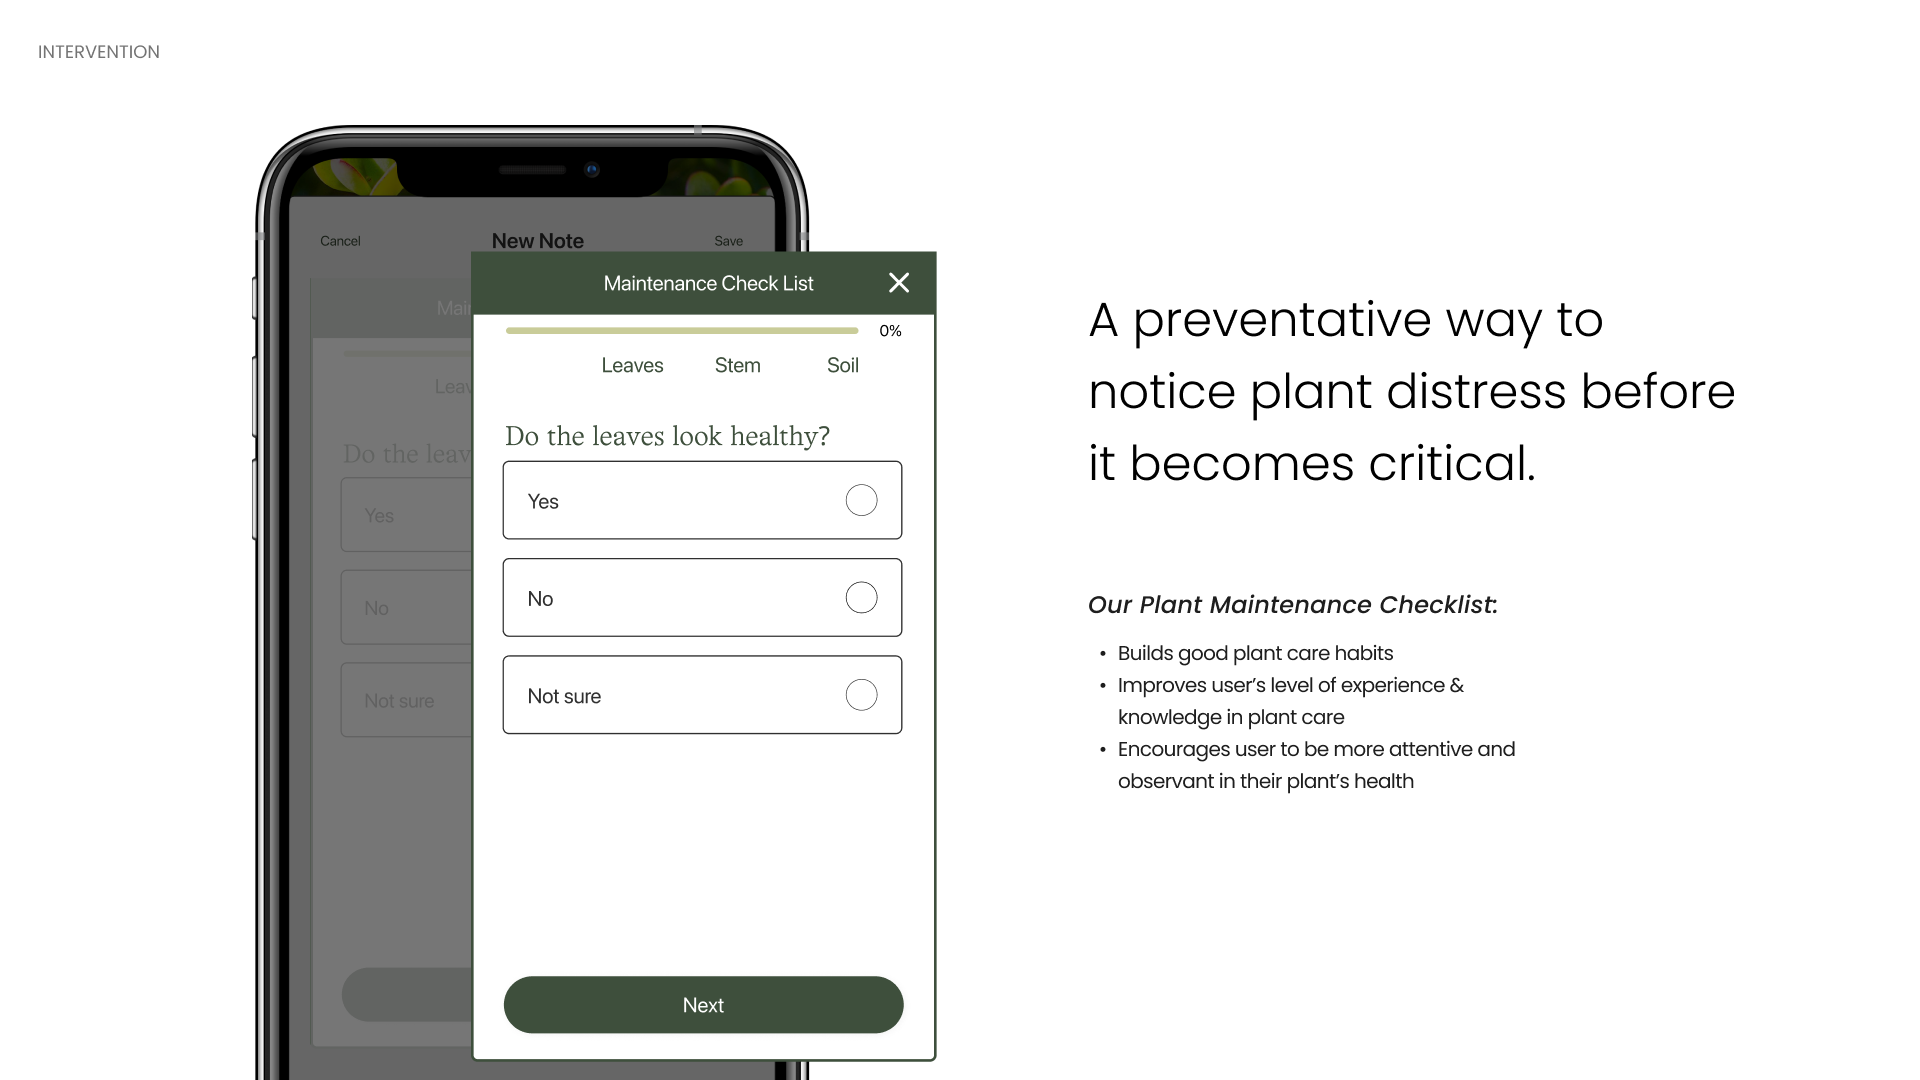 INTERVENTION
Cancel
New Note
Save
Maintenance Check List
0%
Leaves
Stem
Soil
Do the leaves look healthy?
Yes
No
Not sure
Next
Do the leav
Yes
No
Not sure
A preventative way to
notice plant distress before
it becomes critical.
Our Plant Maintenance Checklist:
• Builds good plant care habits
• Improves user’s level of experience &
knowledge in plant care
• Encourages user to be more attentive and
observant in their plant’s health